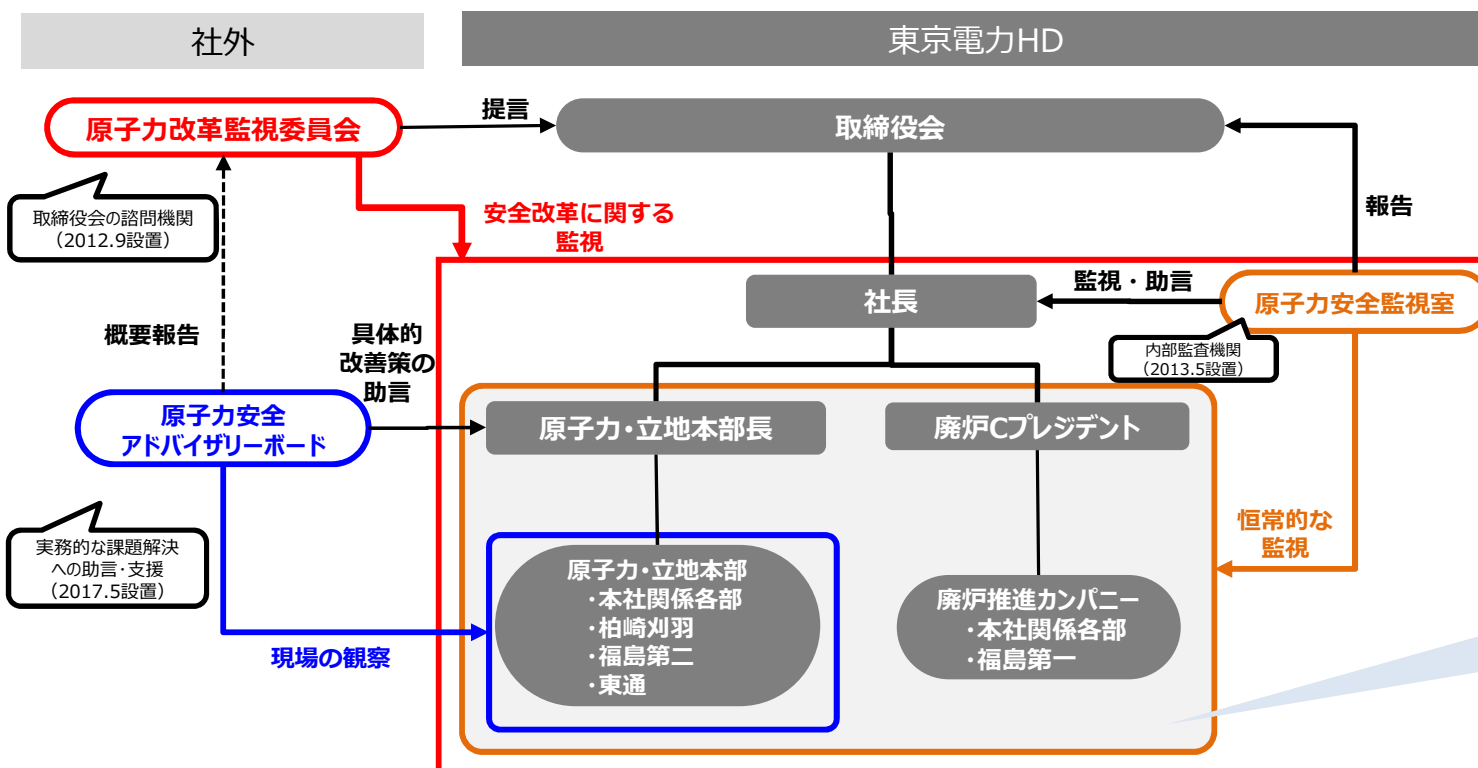 社外
東京電力HD
原子力改革監視委員会
提言
取締役会
取締役会の諮問機関
(2012.9設置)
安全改革に関する
監視
報告
社長
監視・助言
原子力安全監視室
内部監査機関
(2013.5設置)
概要報告
具体的
改善策の
助言
原子力安全
アドバイザリーボード
原子力・立地本部長
廃炉Cプレジデント
実務的な課題解決
への助言・支援
(2017.5設置)
恒常的な
監視
原子力・立地本部
・本社関係各部
・柏崎刈羽
・福島第二
・東通
廃炉推進カンパニー
・本社関係各部
・福島第一
現場の観察